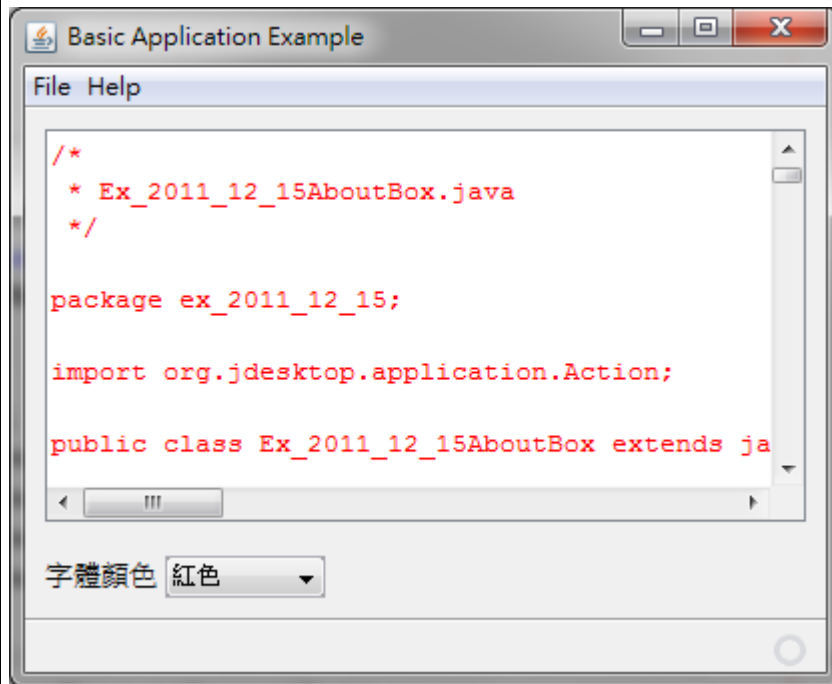 Basic Application Example
File Help
/*
 * Ex_2011_12_15AboutBox.java
 */
package ex_2011_12_15;
import org.jdesktop.application.Action;
public class Ex_2011_12_15AboutBox extends ja
字體顏色 紅色